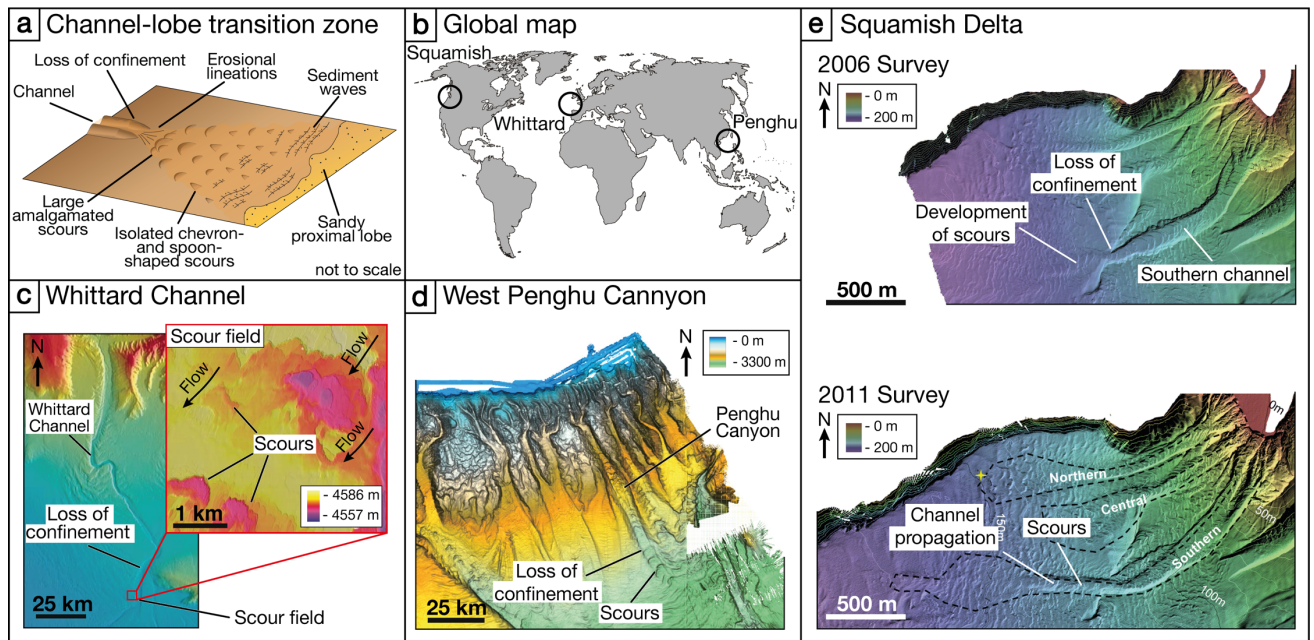 a Channel-lobe transition zone
Loss of confinement
Erosional
lineations
Sediment
waves
Channel
Large
amalgamated
scours
Isolated chevron-
and spoon-
shaped scours
Sandy
proximal lobe
not to scale
b Global map
Squamish
Whittard
Penghu
c Whittard Channel
N
Whittard
Channel
Loss of
confinement
25 km
Scour field
Scour field
Flow
Flow
Flow
Scours
1 km
- 4586 m
- 4557 m
d West Penghu Cannyon
N
- 0 m
- 3300 m
Penghu
Canyon
Loss of
confinement
Scours
25 km
e Squamish Delta
2006 Survey
N
- 0 m
- 200 m
Loss of
confinement
Development
of scours
Southern channel
500 m
2011 Survey
N
- 0 m
- 200 m
0m
Northern
Central
50m
Channel
propagation
150m
Scours
Southern
100m
500 m